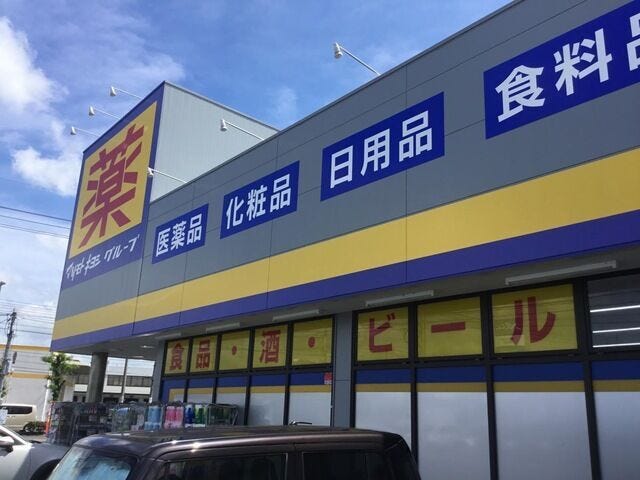 薬
マツモトキヨシ グループ
医薬品
化粧品
日用品
食料品
食品・酒・ビール